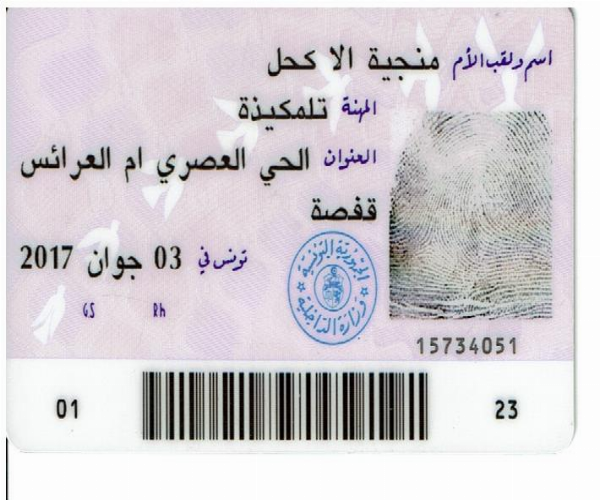 اسم ولقب الأم منجية الاكحل
المهنة تلمكيذة
العنوان الحي العصري ام العرائس
قفصة
تونس في 03 جوان 2017
GS Rh
الجمهورية التونسية
وزارة الداخلية
15734051
01 23